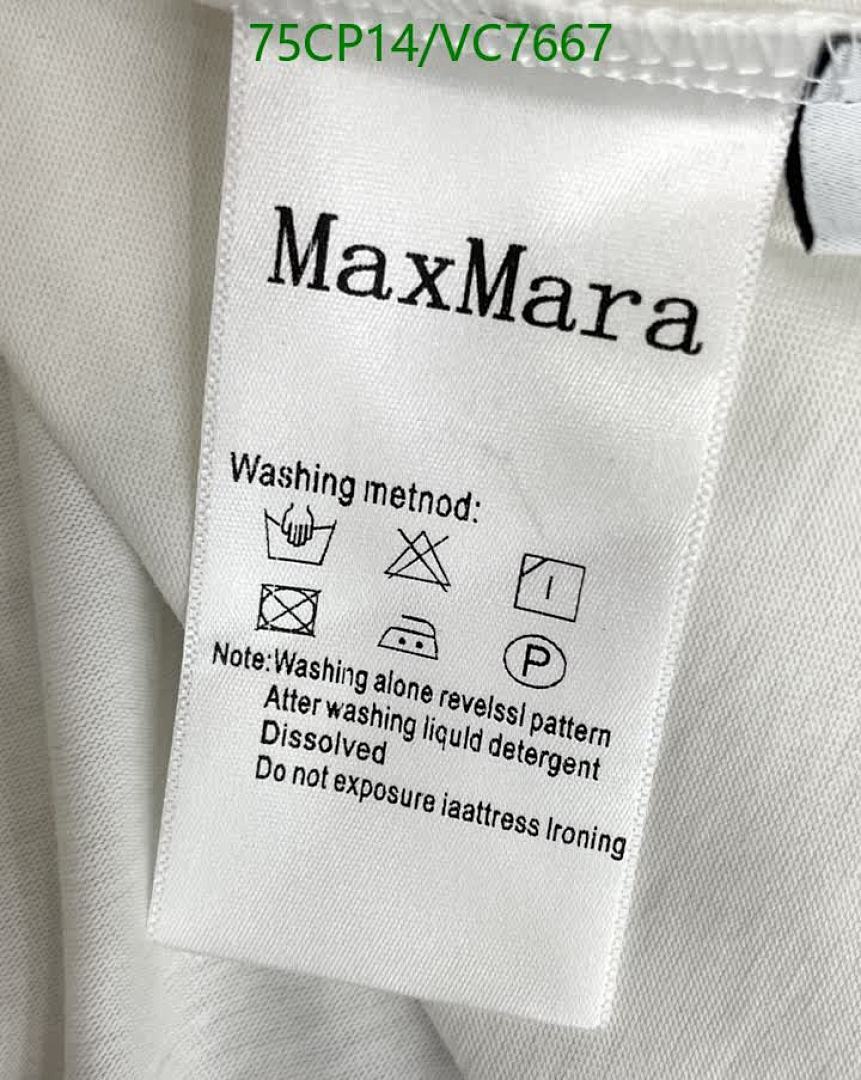 75CP14/VC7667
MaxMara
Washing metnod:
P
Note:Washing alone revelssl pattern
Atter washing liquld detergent
Dissolved
Do not exposure iaattress lroning